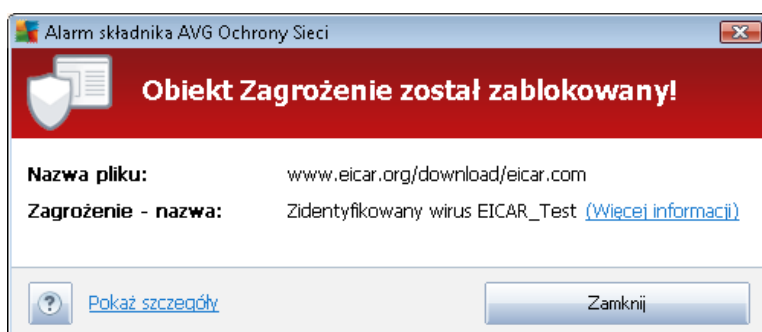 Alarm składnika AVG Ochrony Sieci
Obiekt Zagrożenie został zablokowany!
Nazwa pliku: www.eicar.org/download/eicar.com
Zagrożenie - nazwa: Zidentyfikowany wirus EICAR_Test (Więcej informacji)
? Pokaż szczegóły Zamknij